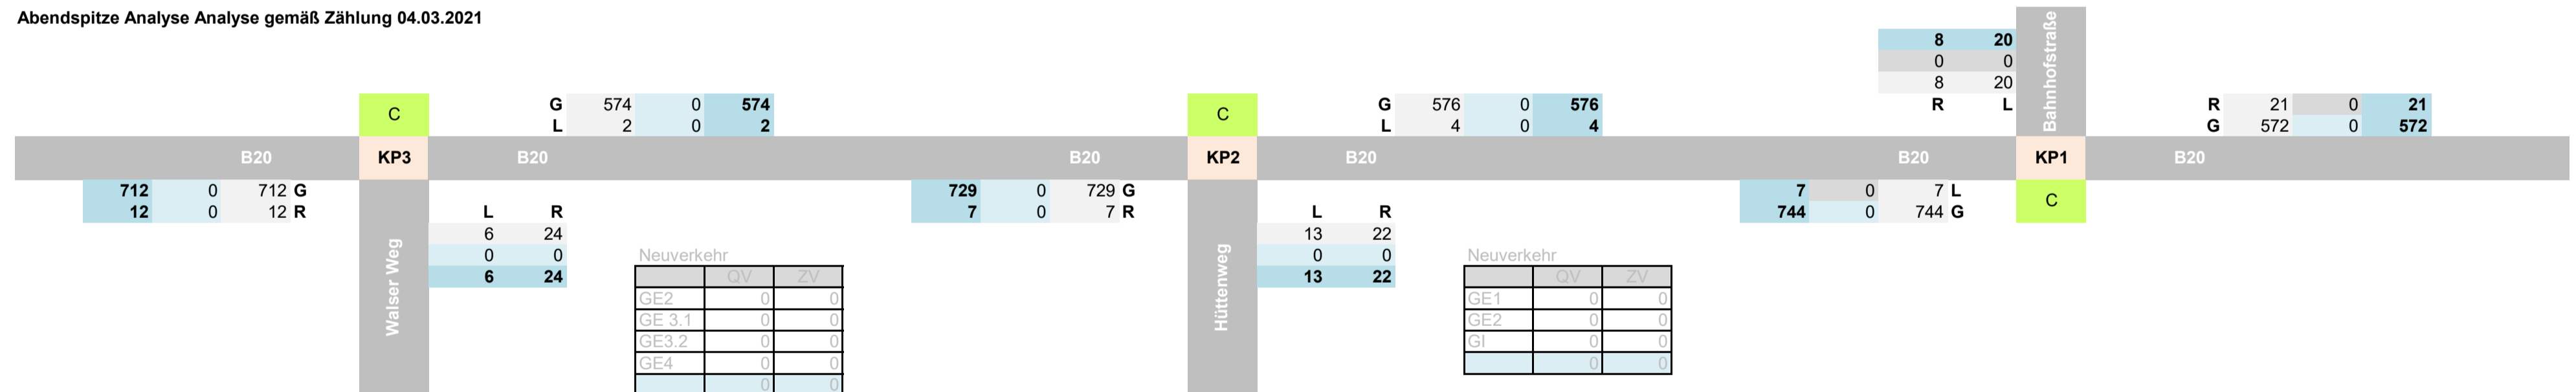 Abendspitze Analyse Analyse gemäß Zählung 04.03.2021
Bahnhofstraße
8 20
0 0
8 20
R L
C
G 574 0 574
L 2 0 2
C
G 576 0 576
L 4 0 4
R 21 0 21
G 572 0 572
B20 KP3 B20 B20 KP2 B20 B20 KP1 B20
712 0 712 G
12 0 12 R
729 0 729 G
7 0 7 R
7 0 7 L
744 0 744 G
C
Walser Weg
L R
6 24
0 0
6 24
Neuverkehr
QV ZV
GE2 0 0
GE 3.1 0 0
GE3.2 0 0
GE4 0 0
0 0
Hüttenweg
L R
13 22
0 0
13 22
Neuverkehr
QV ZV
GE1 0 0
GE2 0 0
GI 0 0
0 0